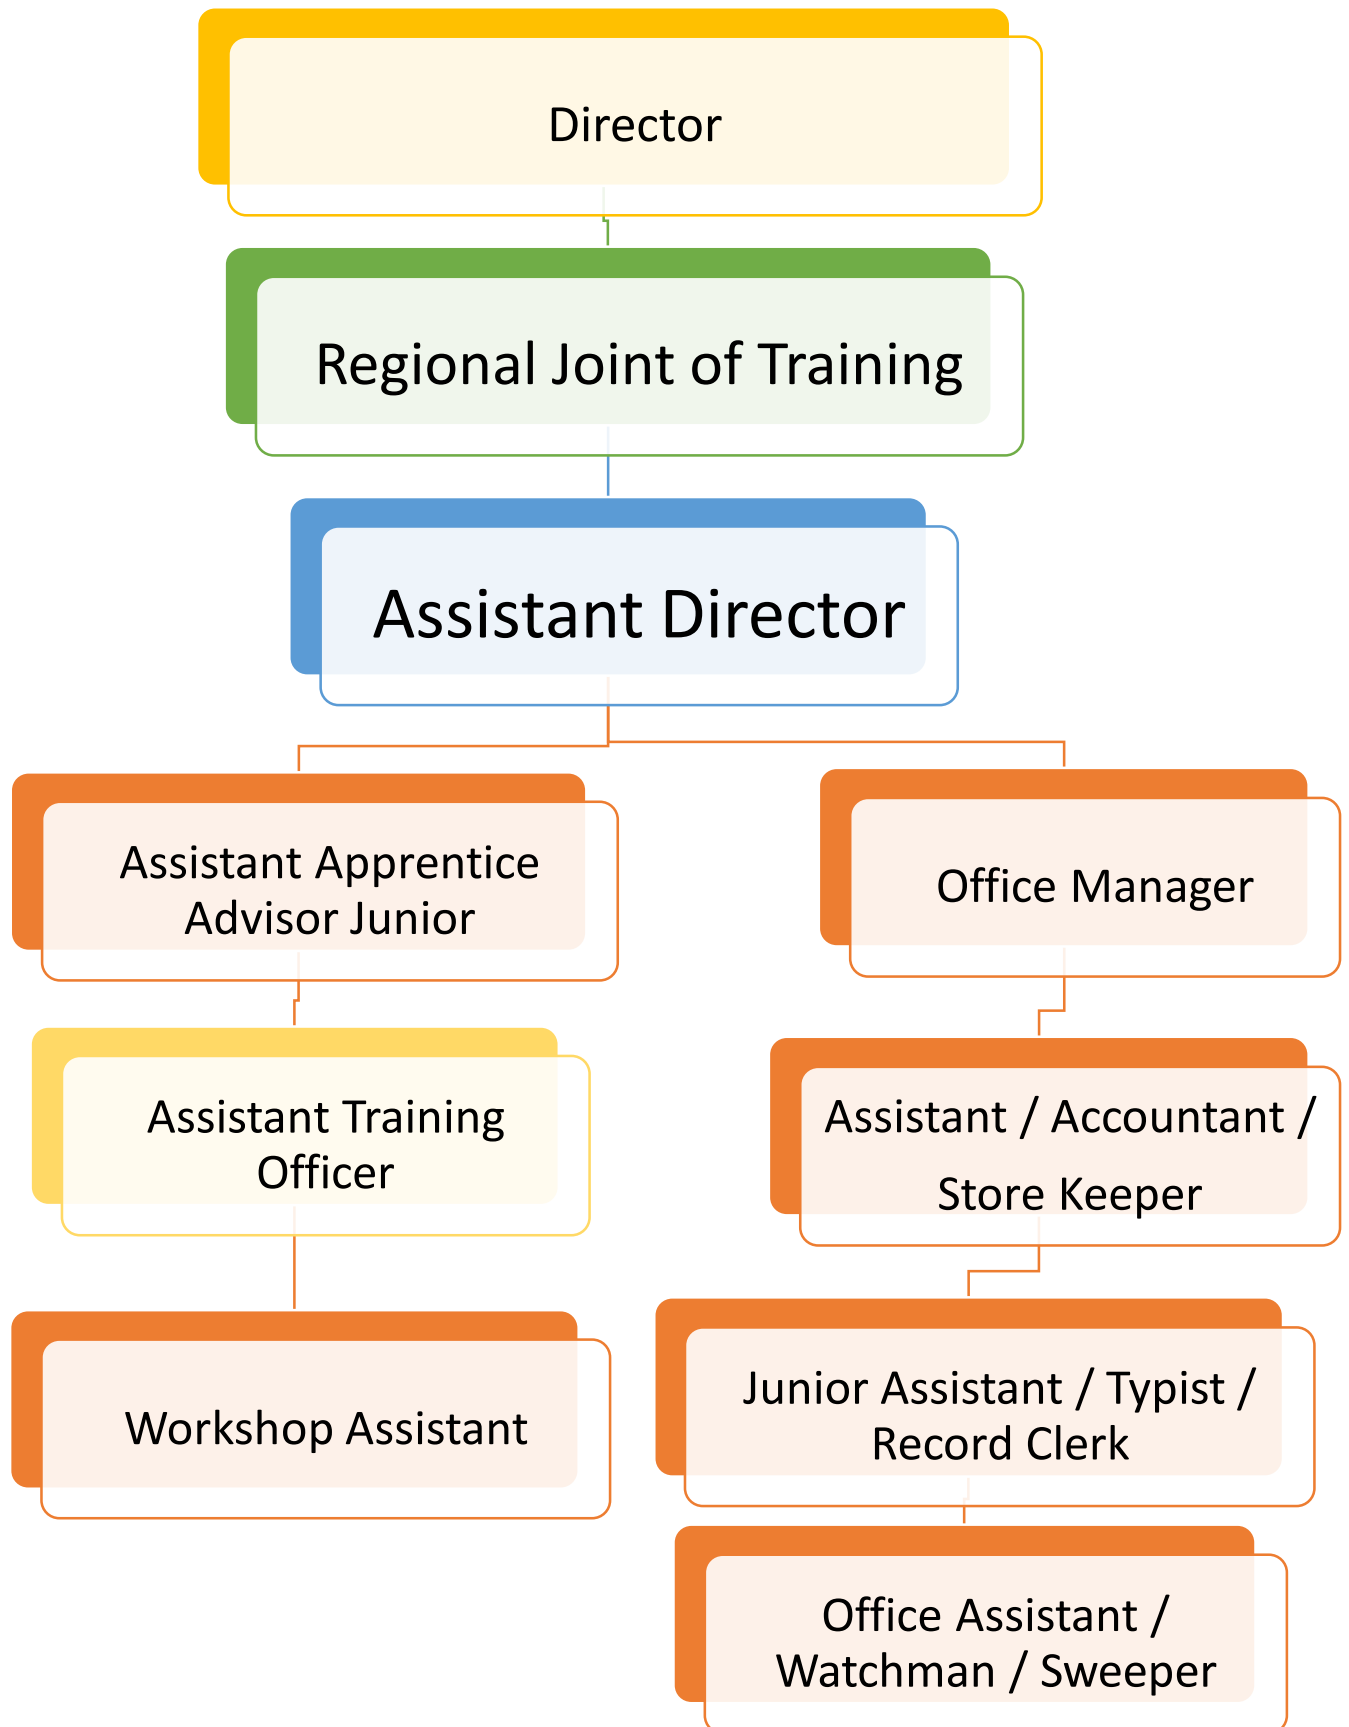 Director
Regional Joint of Training
Assistant Director
Assistant Apprentice
Advisor Junior
Office Manager
Assistant Training
Officer
Assistant / Accountant /
Store Keeper
Workshop Assistant
Junior Assistant / Typist /
Record Clerk
Office Assistant /
Watchman / Sweeper